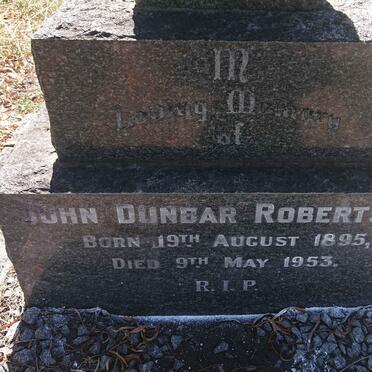 In
Loving Memory
of
JOHN DUNBAR ROBERTS
BORN 19TH AUGUST 1895,
DIED 9TH MAY 1953.
R.I.P.